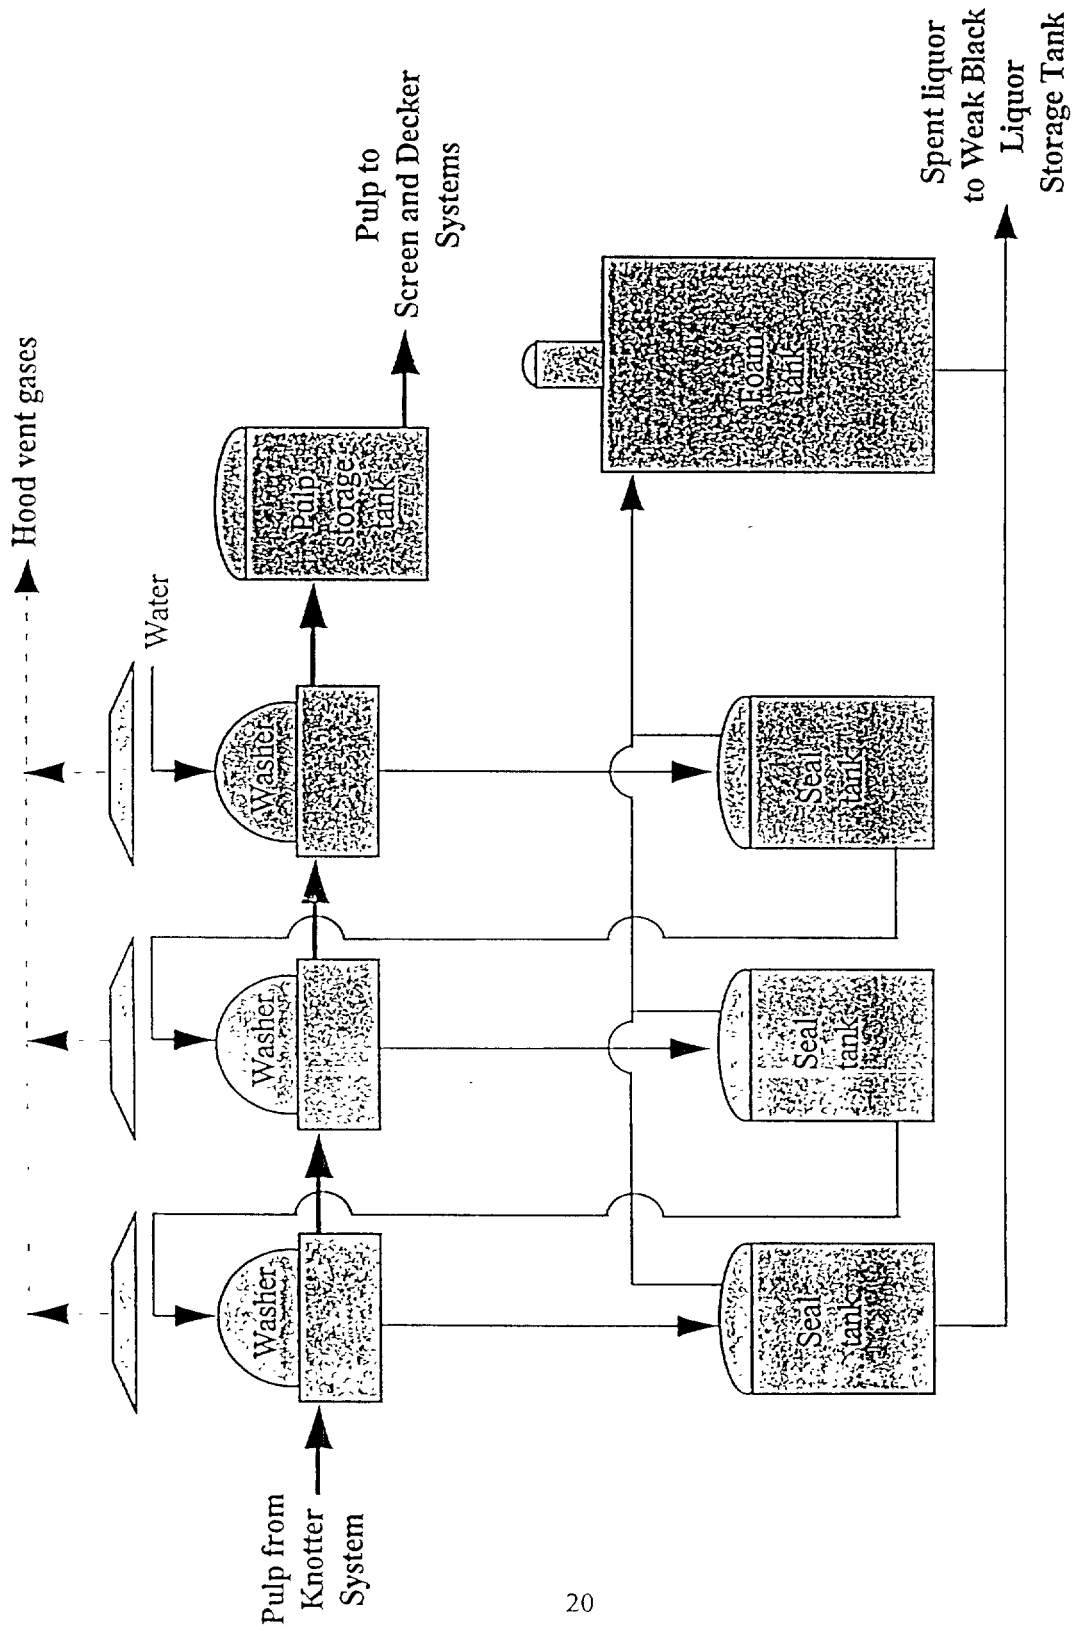 Hood vent gases
Water
Washer
Washer
Washer
Pulp
storage
tank
Pulp to
Screen and Decker
Systems
Pulp from
Knotter
System
Seal
tank
Seal
tank
Seal
tank
Foam
tank
Spent liquor
to Weak Black
Liquor
Storage Tank
20